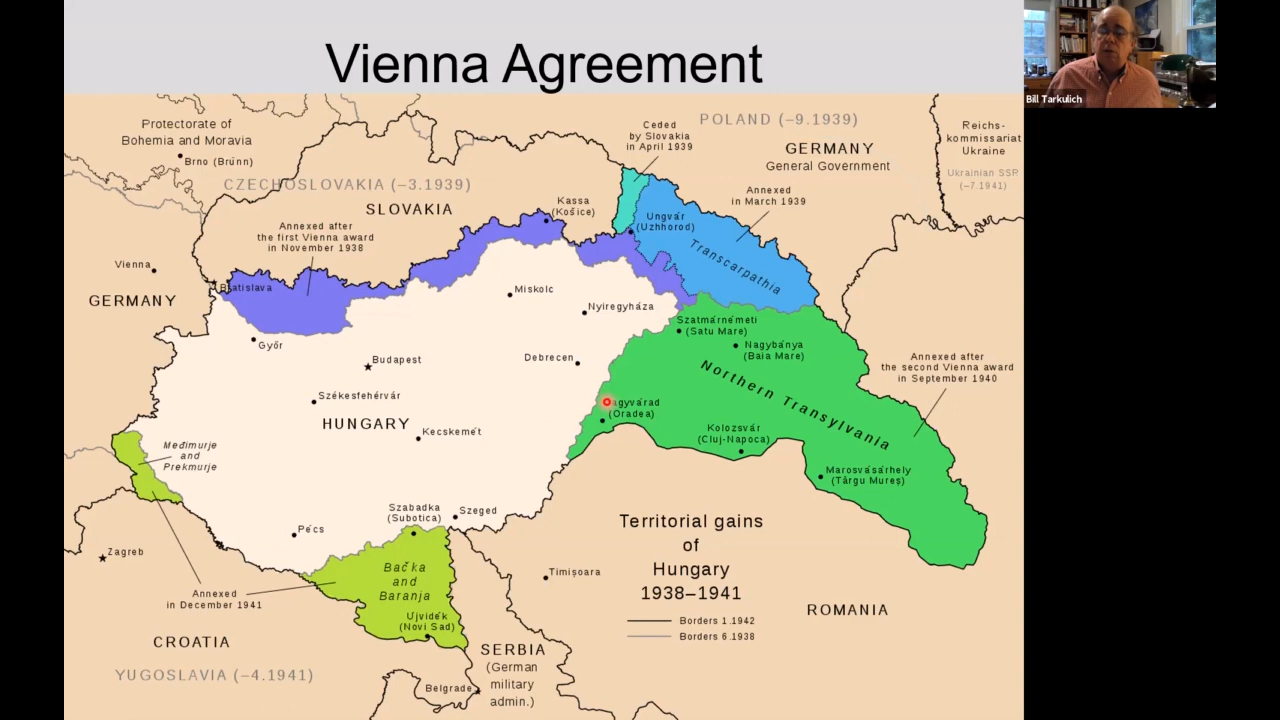 Vienna Agreement
Bill Tarkulich
Protectorate of
Bohemia and Moravia
Brno (Brünn)
CZECHOSLOVAKIA (–3.1939)
SLOVAKIA
Annexed after
the first Vienna award
in November 1938
Kassa
(Košice)
Ceded
by Slovakia
in April 1939
POLAND (–9.1939)
GERMANY
General Government
Reichs-
kommissariat
Ukraine
Ukrainian SSR
(–7.1941)
Annexed
in March 1939
Ungvár
(Uzhhorod)
Transcarpathia
Vienna
GERMANY
Bratislava
Miskolc
Nyíregyháza
Győr
Budapest
Debrecen
Székesfehérvár
HUNGARY
Kecskemét
Szatmárnémeti
(Satu Mare)
Nagybánya
(Baia Mare)
Northern Transylvania
Annexed after
the second Vienna award
in September 1940
agyvárad
(Oradea)
Kolozsvár
(Cluj-Napoca)
Marosvásárhely
(Târgu Mureș)
Međimurje
and
Prekmurje
Szabadka
(Subotica)
Szeged
Pécs
Zagreb
Annexed
in December 1941
Bačka
and
Baranja
Újvidék
(Novi Sad)
Timișoara
Territorial gains
of
Hungary
1938–1941
Borders 1.1942
Borders 6.1938
ROMANIA
CROATIA
YUGOSLAVIA (–4.1941)
SERBIA
(German
military
admin.)
Belgrade